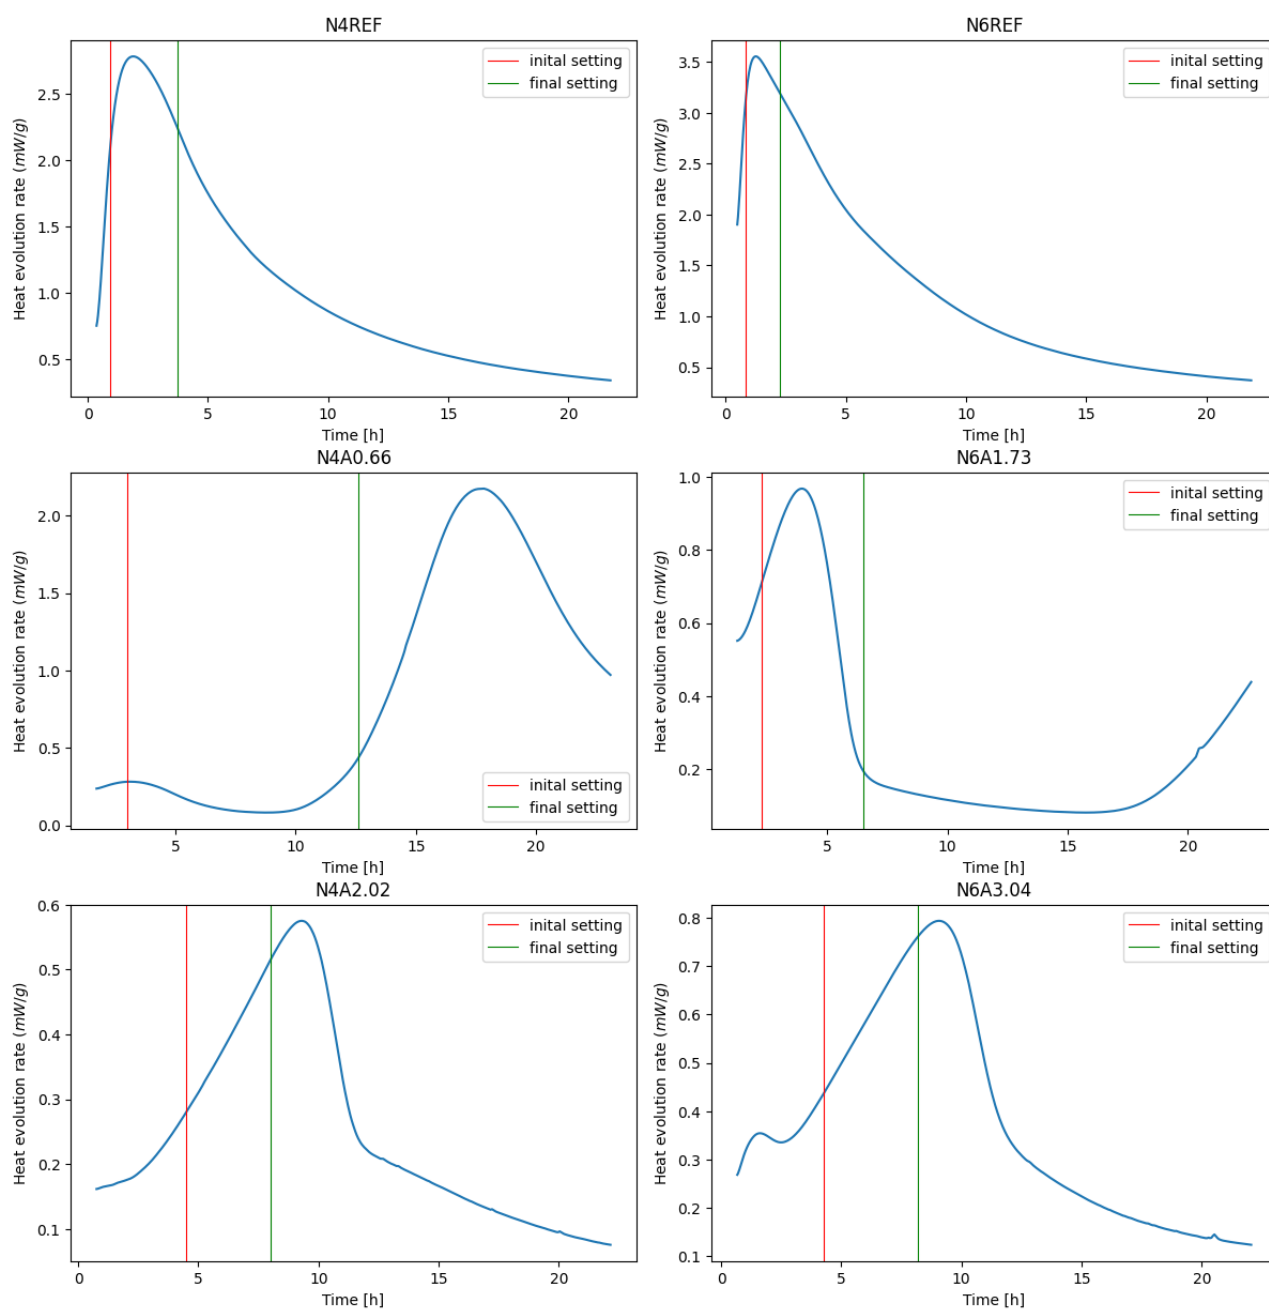 N4REF
inital setting
final setting
Heat evolution rate (mW/g)
2.5
2.0
1.5
1.0
0.5
0 5 10 15 20
Time [h]
N6REF
inital setting
final setting
Heat evolution rate (mW/g)
3.5
3.0
2.5
2.0
1.5
1.0
0.5
0 5 10 15 20
Time [h]
N4A0.66
inital setting
final setting
Heat evolution rate (mW/g)
2.0
1.5
1.0
0.5
0.0
5 10 15 20
Time [h]
N6A1.73
inital setting
final setting
Heat evolution rate (mW/g)
1.0
0.8
0.6
0.4
0.2
5 10 15 20
Time [h]
N4A2.02
inital setting
final setting
Heat evolution rate (mW/g)
0.6
0.5
0.4
0.3
0.2
0.1
0 5 10 15 20
Time [h]
N6A3.04
inital setting
final setting
Heat evolution rate (mW/g)
0.8
0.7
0.6
0.5
0.4
0.3
0.2
0.1
0 5 10 15 20
Time [h]